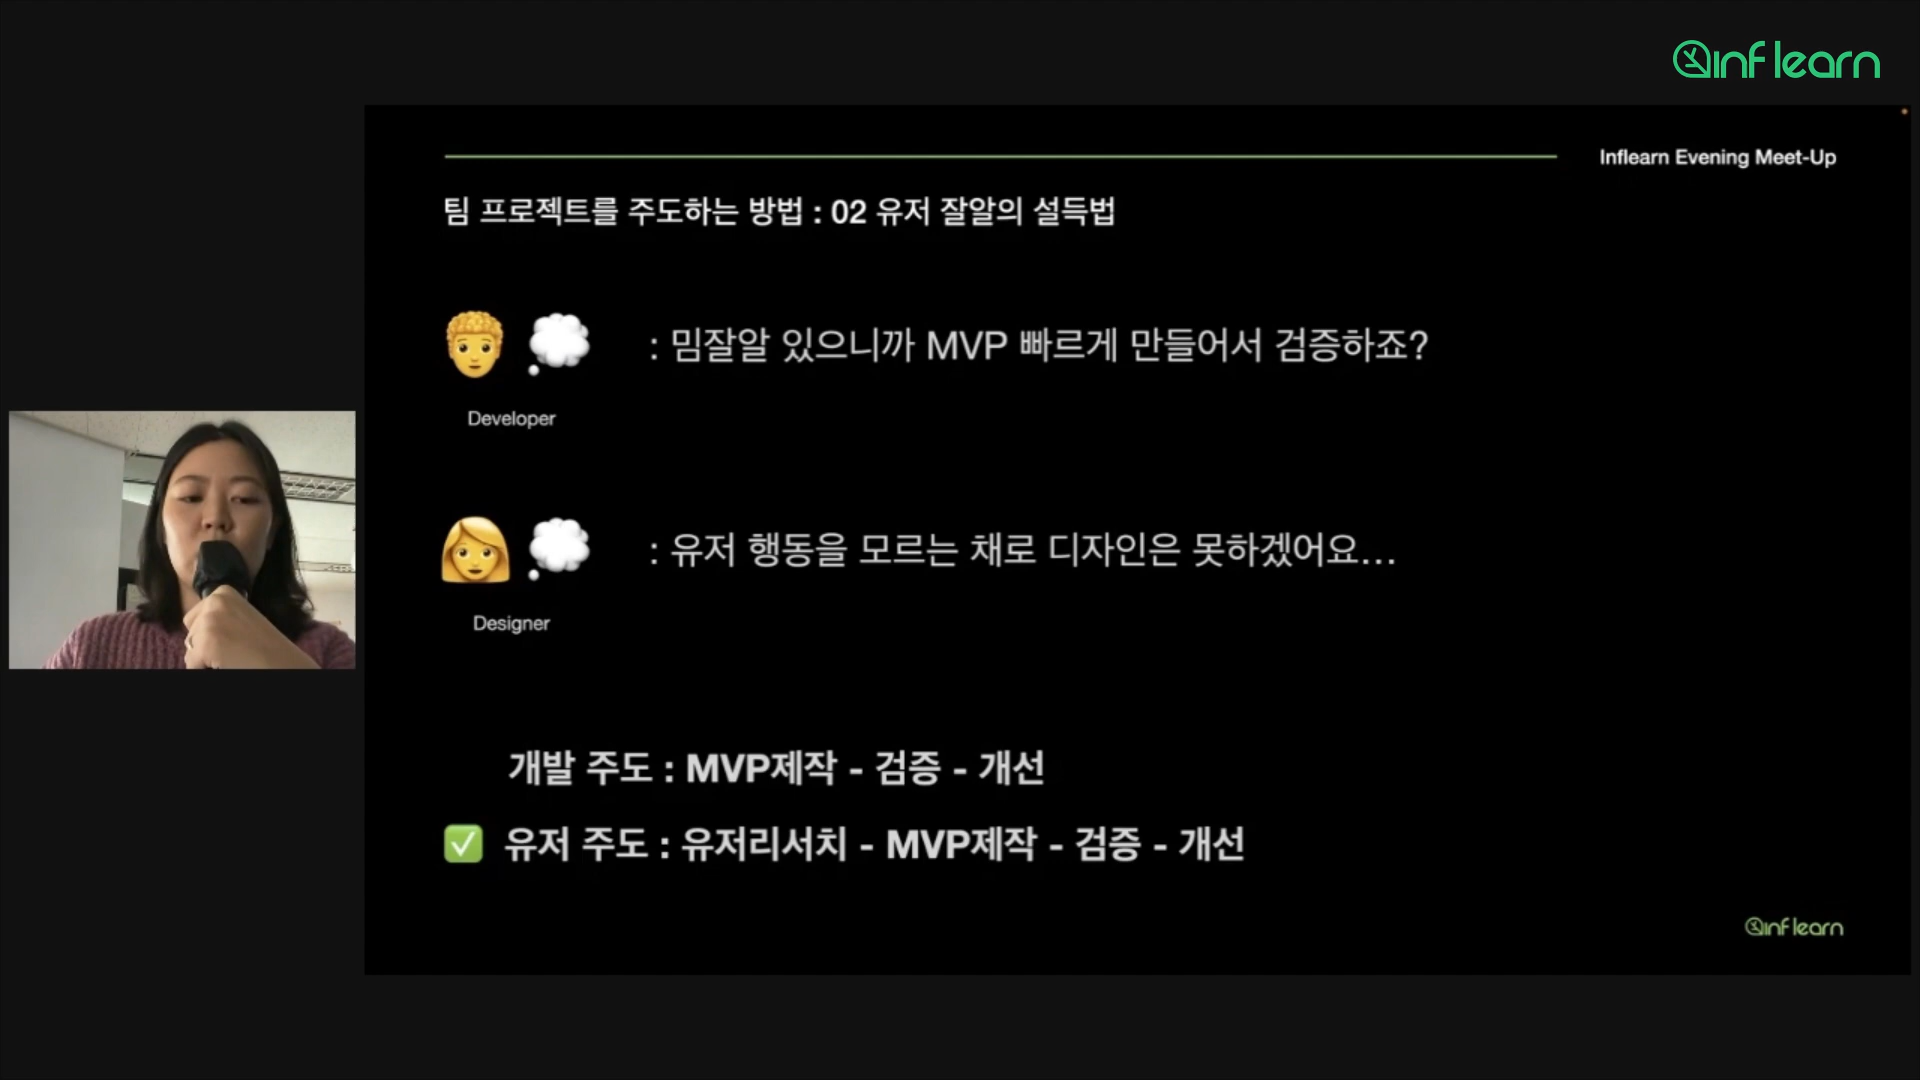 inflearn
Inflearn Evening Meet-Up
팀 프로젝트를 주도하는 방법 : 02 유저 잘알의 설득법
: 밈잘알 있으니까 MVP 빠르게 만들어서 검증하죠?
Developer
: 유저 행동을 모르는 채로 디자인은 못하겠어요...
Designer
개발 주도 : MVP제작 - 검증 - 개선
유저 주도 : 유저리서치 - MVP제작 - 검증 - 개선
inflearn